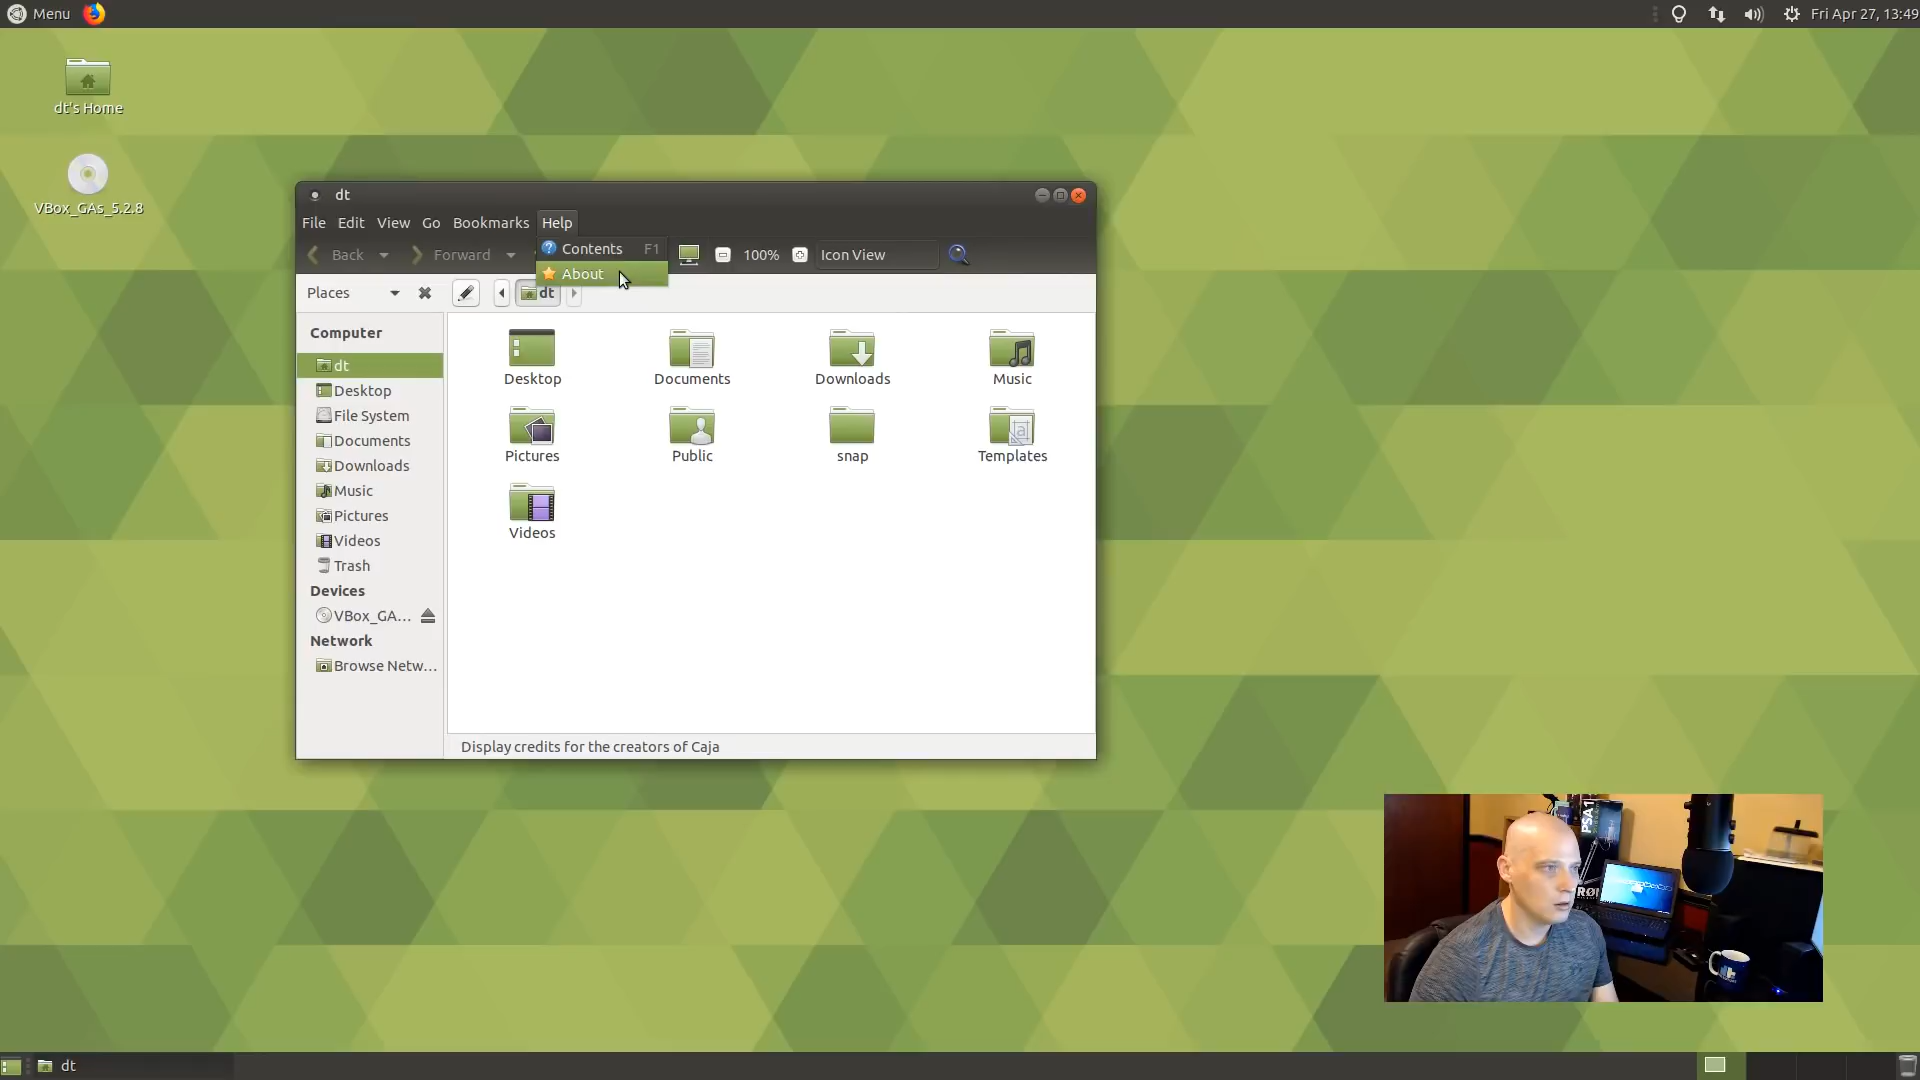 Menu
Fri Apr 27, 13:49
dt's Home
VBox_GAs_5.2.8
dt
File Edit View Go Bookmarks Help
Back Forward 100% Icon View
Contents F1
About
Places
dt
Computer
dt
Desktop
File System
Documents
Downloads
Music
Pictures
Videos
Trash
Devices
VBox_GA...
Network
Browse Netw...
Desktop Documents Downloads Music
Pictures Public snap Templates
Videos
Display credits for the creators of Caja
PSA1
RØ
dt